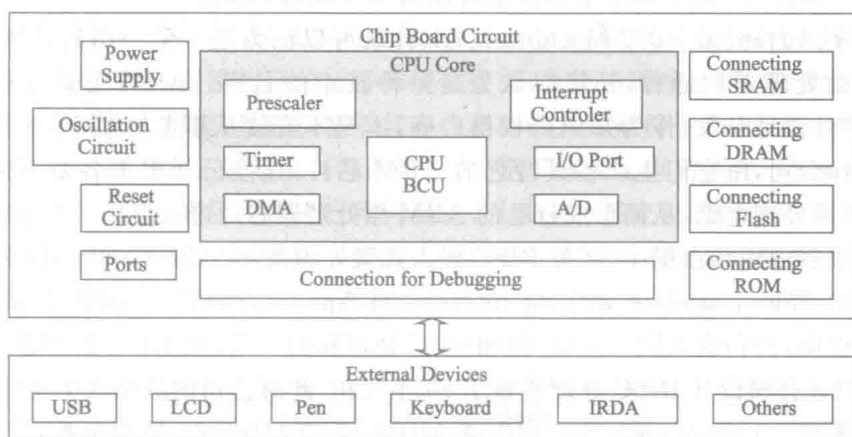 Chip Board Circuit
CPU Core
Power
Supply
Oscillation
Circuit
Reset
Circuit
Ports
Prescaler
Timer
DMA
CPU
BCU
Interrupt
Controler
I/O Port
A/D
Connecting
SRAM
Connecting
DRAM
Connecting
Flash
Connecting
ROM
Connection for Debugging
External Devices
USB
LCD
Pen
Keyboard
IRDA
Others